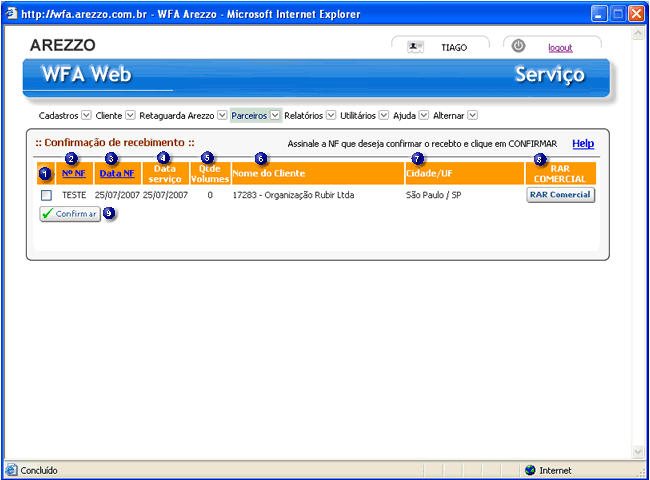 http://wfa.arezzo.com.br - WFA Arezzo - Microsoft Internet Explorer
AREZZO
TIAGO
logout
WFA Web
Serviço
Cadastros Cliente Retaguarda Arezzo Parceiros Relatórios Utilitários Ajuda Alternar
:: Confirmação de recebimento ::
Assinale a NF que deseja confirmar o recebto e clique em CONFIRMAR
Help
1 2 3 4 5 6 7 8
Nº NF Data NF Data serviço Qtde Volumes Nome do Cliente Cidade/UF RAR COMERCIAL
TESTE 25/07/2007 25/07/2007 0 17283 - Organização Rubir Ltda São Paulo / SP RAR Comercial
Confirmar 9
Concluído
Internet